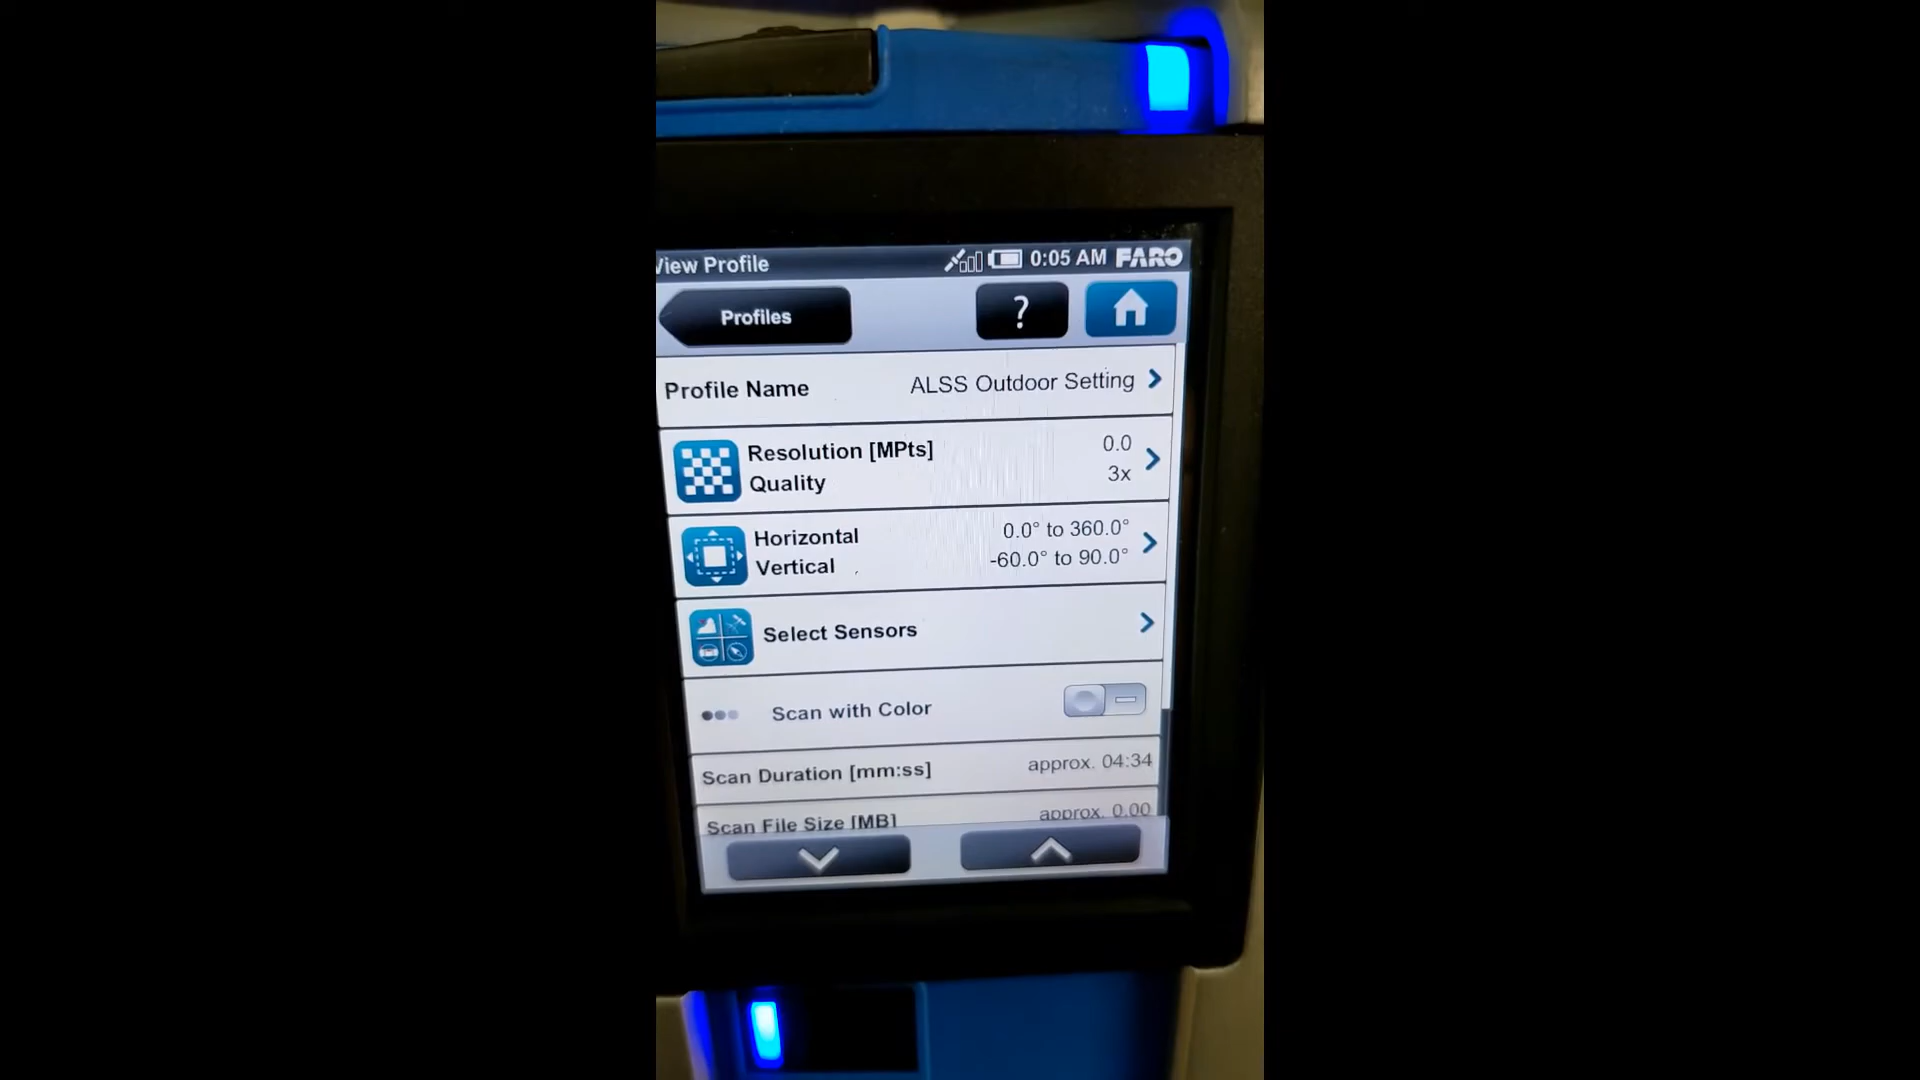 View Profile 0:05 AM FARO
Profiles ?
Profile Name ALSS Outdoor Setting
Resolution [MPts] 0.0
Quality 3x
Horizontal 0.0° to 360.0°
Vertical -60.0° to 90.0°
Select Sensors
Scan with Color
Scan Duration [mm:ss] approx. 04:34
Scan File Size [MB] approx. 0.00